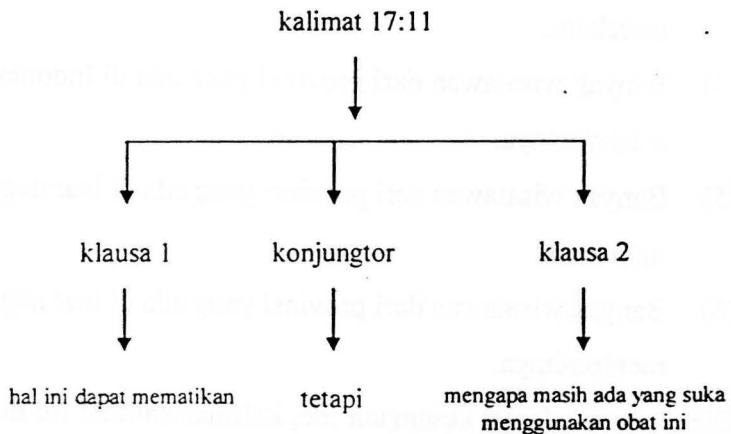 kalimat 17:11
klausa 1 konjungtor klausa 2
hal ini dapat mematikan tetapi mengapa masih ada yang suka
menggunakan obat ini